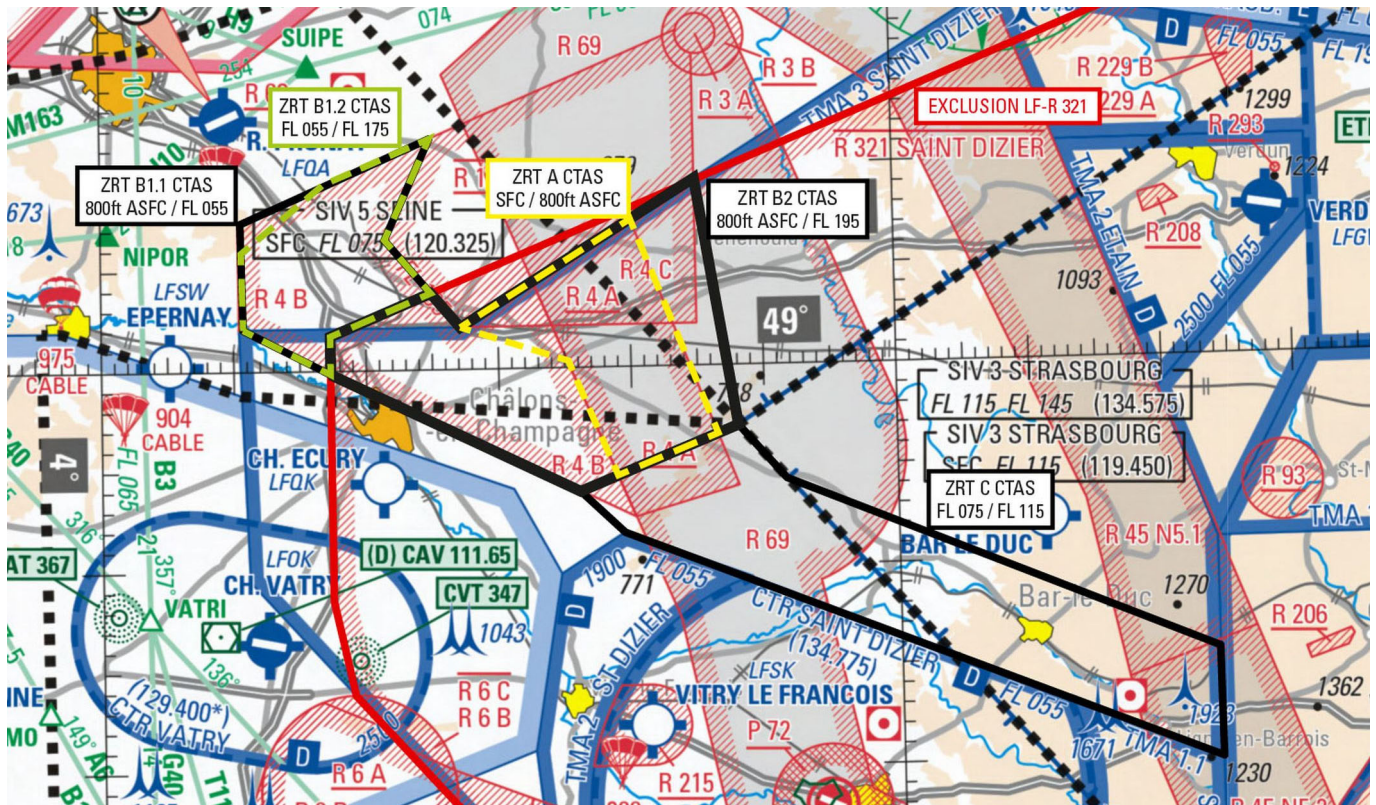 SUIPE
254
074
M163
10
R 69
R 3 B
R 3 A
TMA 3 SAINT DIZIER
D
FL 055
R 229 B
229 A
1299
R 293
Verdun
1224
EXCLUSION LF-R 321
R 321 SAINT DIZIER
ZRT B1.2 CTAS
FL 055 / FL 175
LFQA
ZRT B1.1 CTAS
800ft ASFC / FL 055
ZRT A CTAS
SFC / 800ft ASFC
ZRT B2 CTAS
800ft ASFC / FL 195
673
NIPOR
SIV 5 SEINE
SFC FL 075 (120.325)
R 4 C
R 4 A
R 4 B
TMA 2 ETAIN
D
2500 FL 055
R 208
1093
LFSW
EPERNAY
975
CABLE
904
CABLE
49°
4°
Châlons
-en-Champagne
R 4 B
R 4 A
SIV 3 STRASBOURG
FL 115 FL 145 (134.575)
SIV 3 STRASBOURG
SFC FL 115 (119.450)
ZRT C CTAS
FL 075 / FL 115
BAR LE DUC
R 93
R 45 N5.1
FL 065
B3
CH. ECURY
LFQK
316°
21
357°
AT 367
VATRI
LFOK
CH. VATRY
(D) CAV 111.65
CVT 347
1043
R 69
1900 FL 055
771
D
TMA 2 ST DIZIER
CTR SAINT DIZIER
(134.775)
D
FL 055
Bar-le-Duc
1270
R 206
1362
136°
(129.400*)
CTR VATRY
D
149°
A6
G40
R 6 C
R 6 B
R 6 A
LFSK
VITRY LE FRANCOIS
P 72
R 215
1671
TMA 1.1
1923
1230